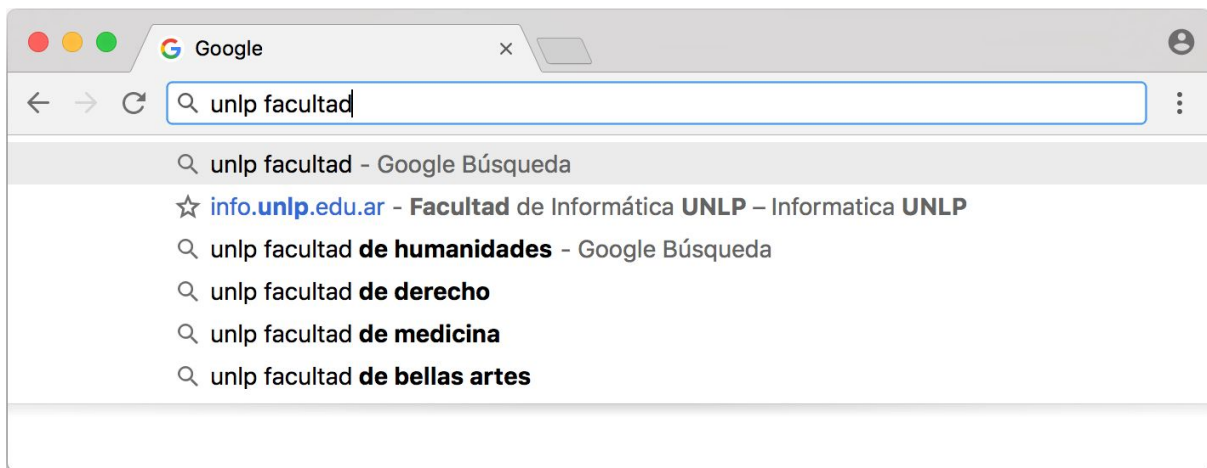 Google
unlp facultad
unlp facultad - Google Búsqueda
info.unlp.edu.ar - Facultad de Informática UNLP – Informatica UNLP
unlp facultad de humanidades - Google Búsqueda
unlp facultad de derecho
unlp facultad de medicina
unlp facultad de bellas artes